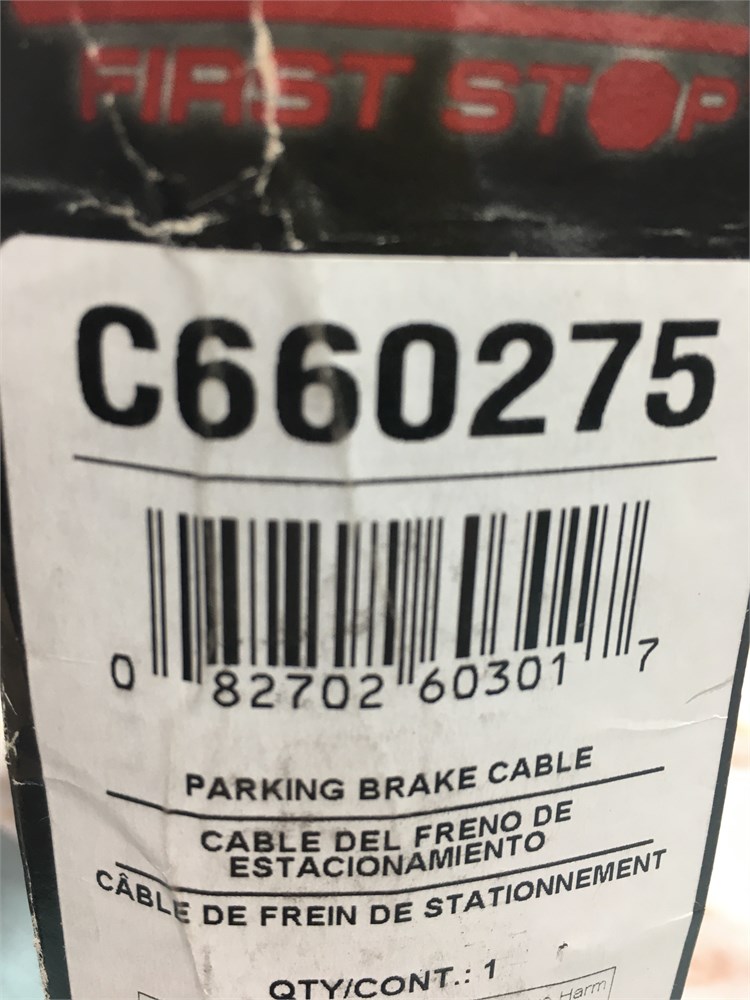 FIRST STOP
C660275
0 82702 60301 7
PARKING BRAKE CABLE
CABLE DEL FRENO DE
ESTACIONAMIENTO
CÂBLE DE FREIN DE STATIONNEMENT
QTY/CONT.: 1
Harm